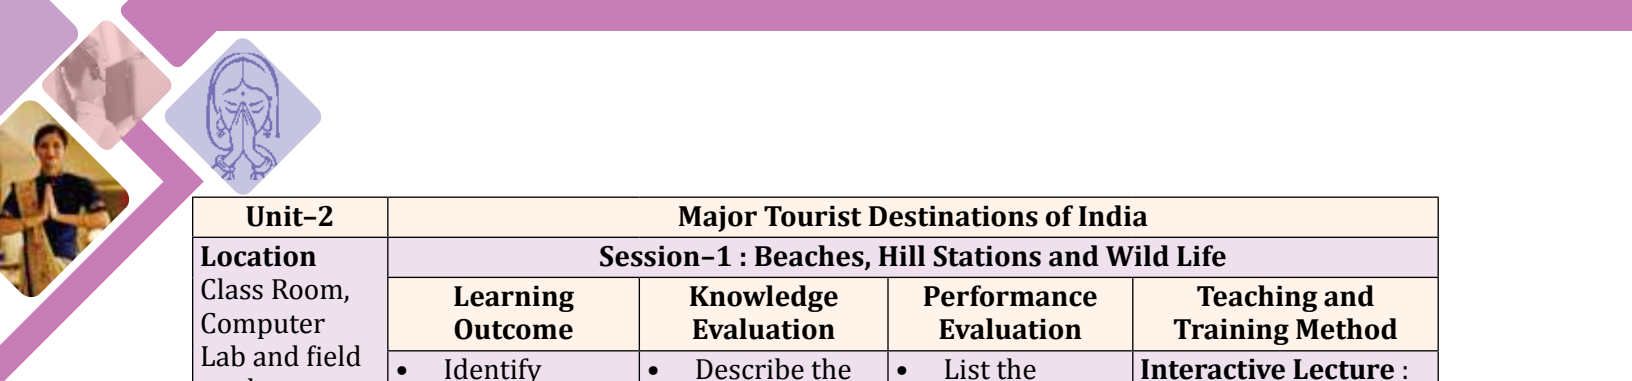 Unit–2
Major Tourist Destinations of India
Location
Class Room,
Computer
Lab and field
Session–1 : Beaches, Hill Stations and Wild Life
Learning
Outcome
Knowledge
Evaluation
Performance
Evaluation
Teaching and
Training Method
• Identify
• Describe the
• List the
Interactive Lecture :